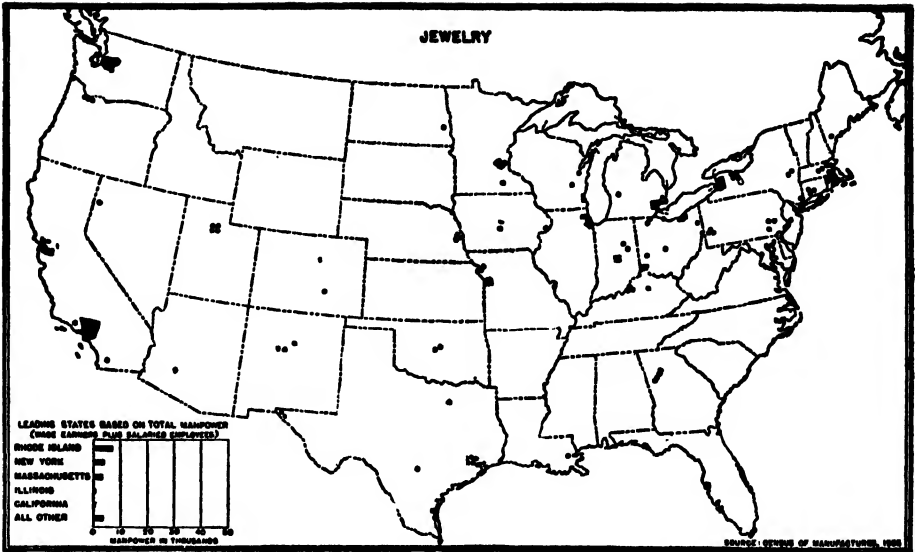 JEWELRY
LEADING STATES BASED ON TOTAL MANPOWER
(WAGE EARNERS PLUS SALARIED EMPLOYEES)
RHODE ISLAND
NEW YORK
MASSACHUSETTS
ILLINOIS
CALIFORNIA
ALL OTHER
0 10 20 30 40 50
MANPOWER IN THOUSANDS
SOURCE: CENSUS OF MANUFACTURES,